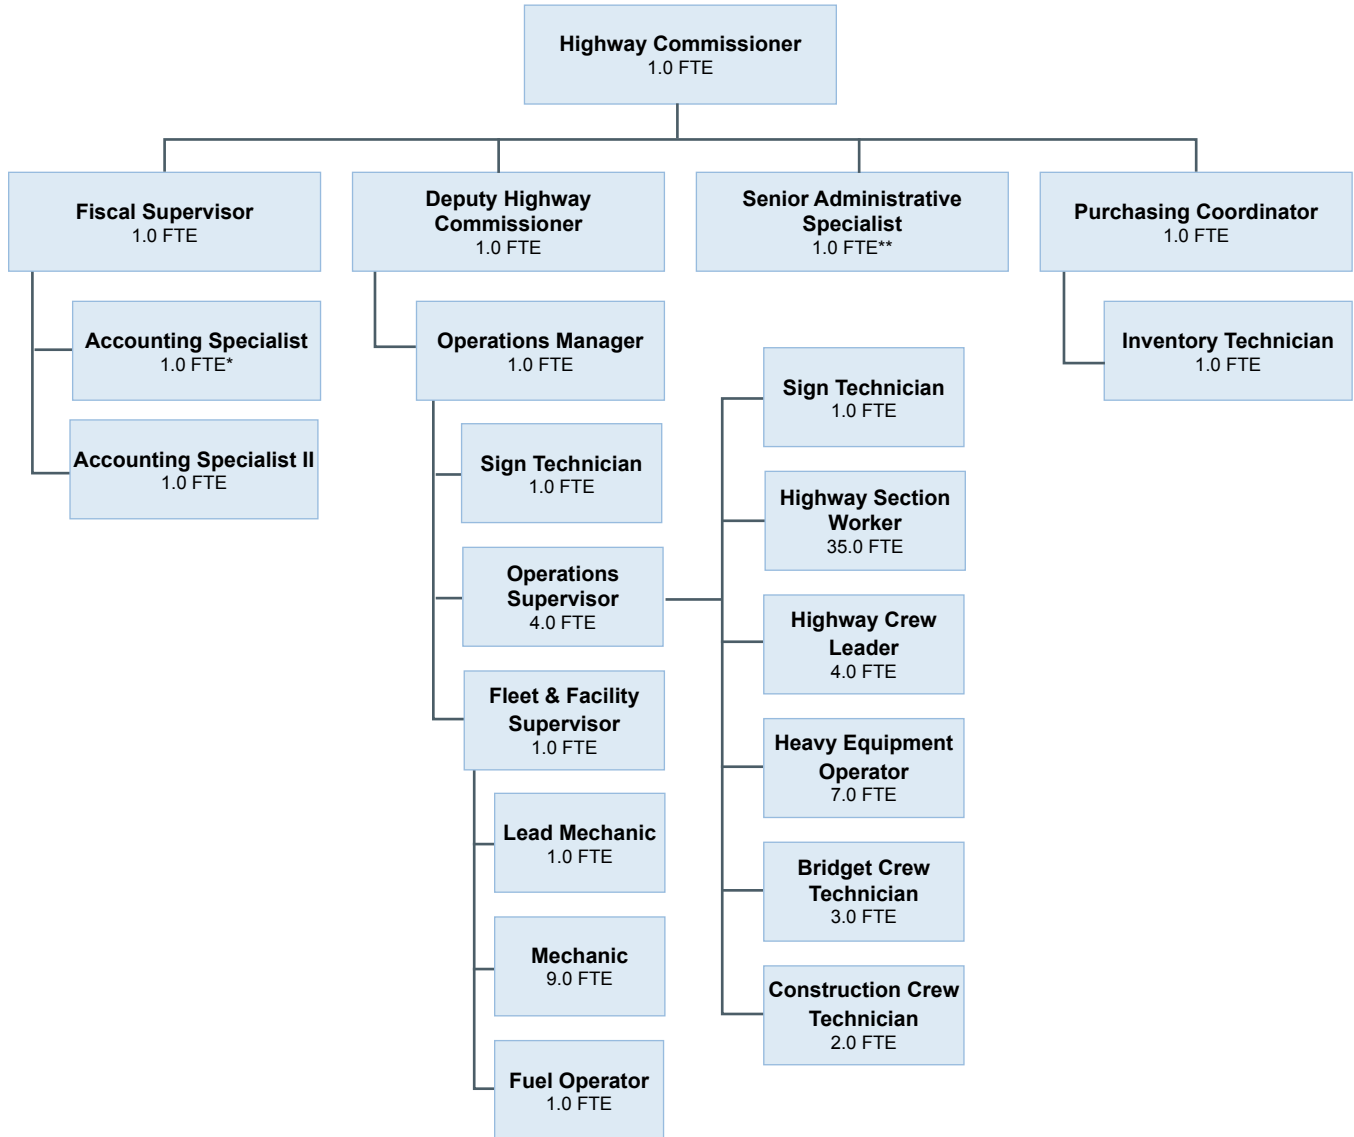 Highway Commissioner
1.0 FTE
Fiscal Supervisor
1.0 FTE
Deputy Highway
Commissioner
1.0 FTE
Senior Administrative
Specialist
1.0 FTE**
Purchasing Coordinator
1.0 FTE
Accounting Specialist
1.0 FTE*
Accounting Specialist II
1.0 FTE
Operations Manager
1.0 FTE
Sign Technician
1.0 FTE
Operations
Supervisor
4.0 FTE
Fleet & Facility
Supervisor
1.0 FTE
Lead Mechanic
1.0 FTE
Mechanic
9.0 FTE
Fuel Operator
1.0 FTE
Sign Technician
1.0 FTE
Highway Section
Worker
35.0 FTE
Highway Crew
Leader
4.0 FTE
Heavy Equipment
Operator
7.0 FTE
Bridget Crew
Technician
3.0 FTE
Construction Crew
Technician
2.0 FTE
Inventory Technician
1.0 FTE